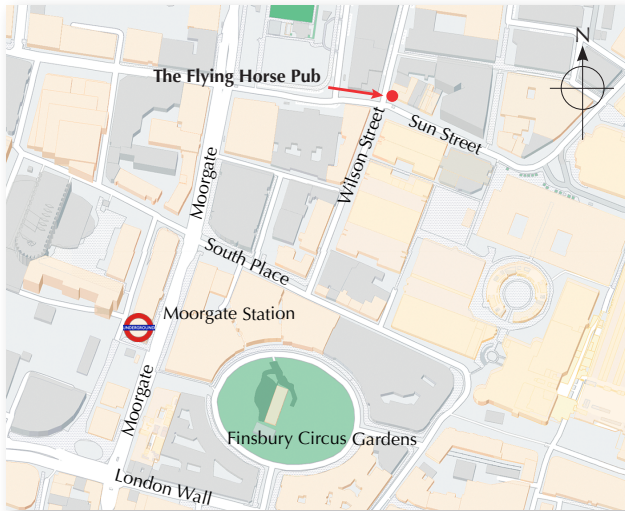 N
The Flying Horse Pub
Sun Street
Wilson Street
Moorgate
South Place
Moorgate Station
UNDERGROUND
Moorgate
Finsbury Circus Gardens
London Wall